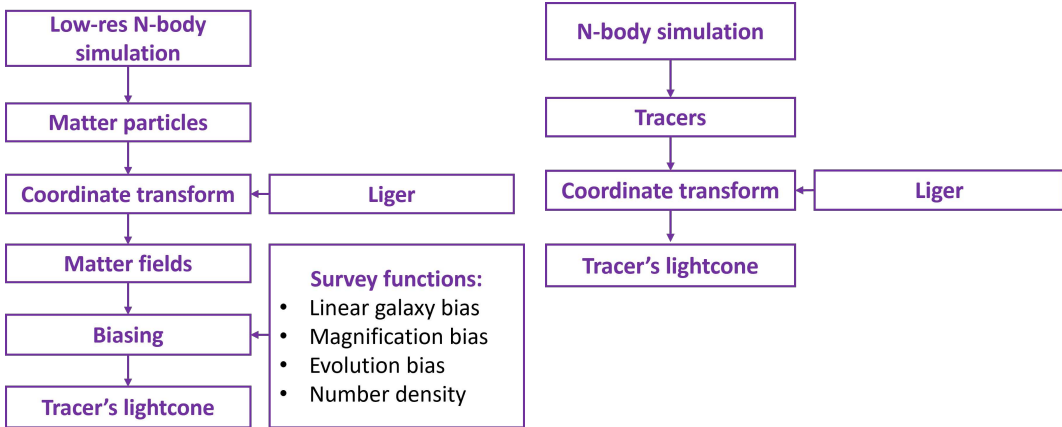 Low-res N-body
simulation
Matter particles
Coordinate transform
Liger
Matter fields
Biasing
Tracer's lightcone
Survey functions:
• Linear galaxy bias
• Magnification bias
• Evolution bias
• Number density
N-body simulation
Tracers
Coordinate transform
Liger
Tracer's lightcone